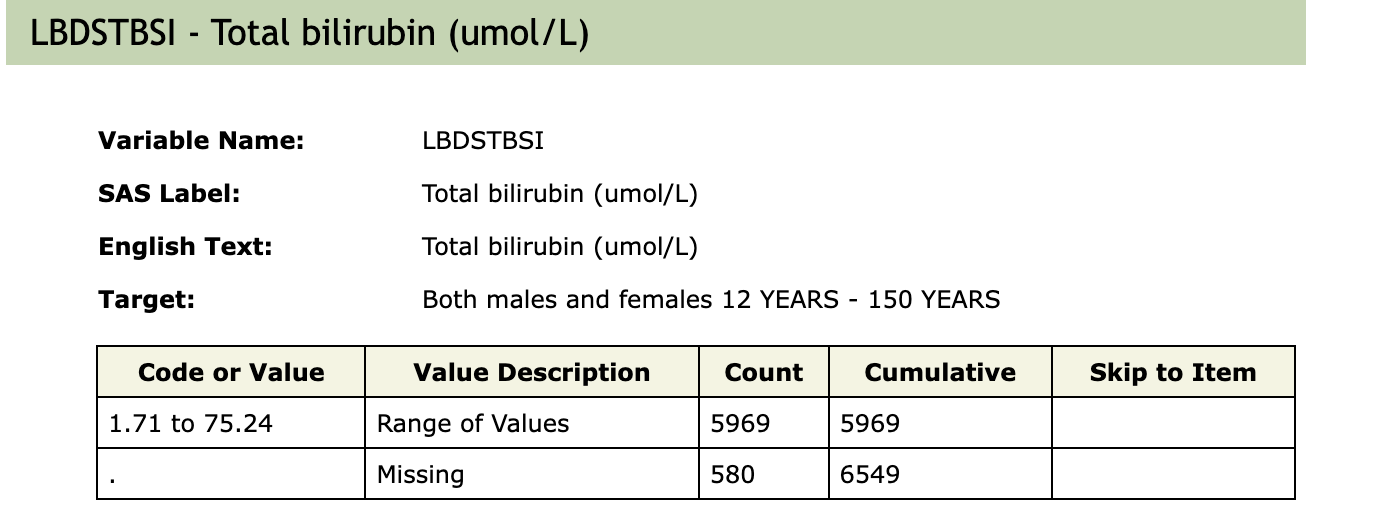 LBDSTBSI - Total bilirubin (umol/L)
Variable Name: LBDSTBSI
SAS Label: Total bilirubin (umol/L)
English Text: Total bilirubin (umol/L)
Target: Both males and females 12 YEARS - 150 YEARS
Code or Value Value Description Count Cumulative Skip to Item
1.71 to 75.24 Range of Values 5969 5969
. Missing 580 6549